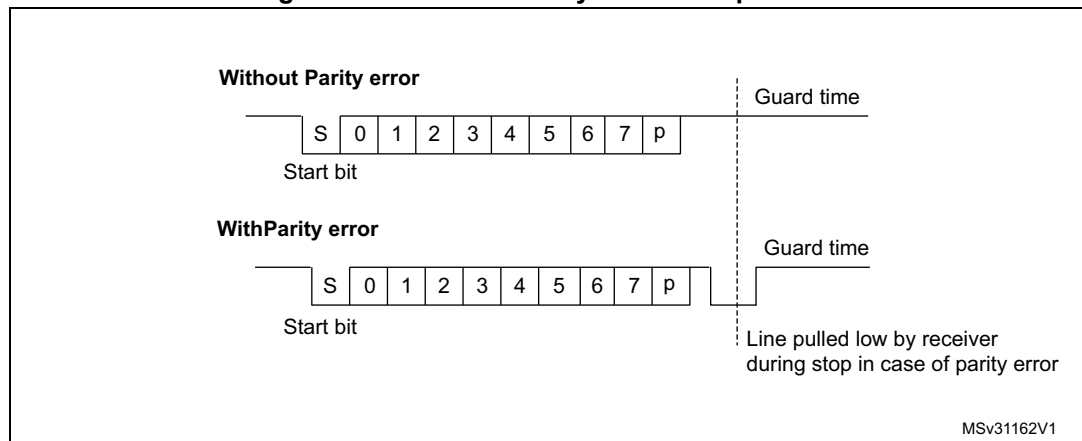 Without Parity error
Guard time
S 0 1 2 3 4 5 6 7 p
Start bit
WithParity error
Guard time
S 0 1 2 3 4 5 6 7 p
Start bit
Line pulled low by receiver
during stop in case of parity error
MSv31162V1